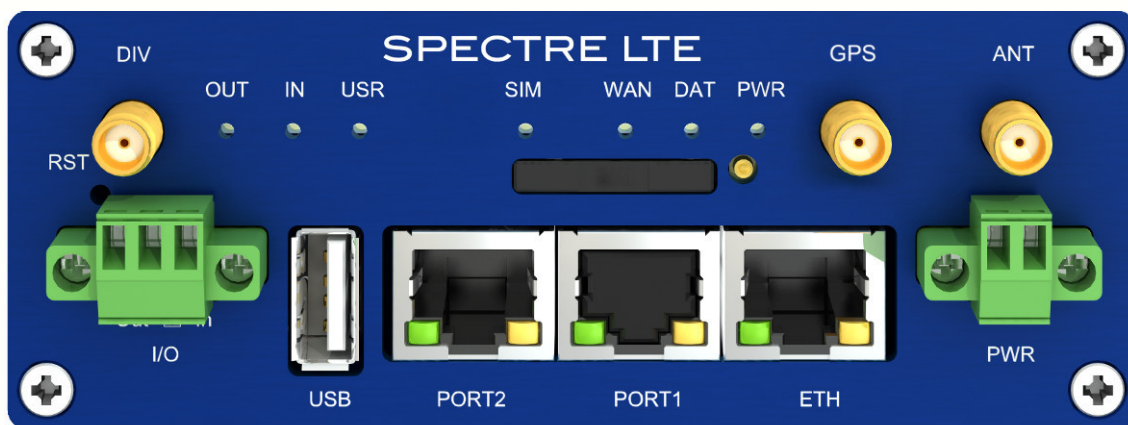 SPECTRE LTE
DIV
GPS
ANT
OUT IN USR SIM WAN DAT PWR
RST
I/O
PWR
USB PORT2 PORT1 ETH